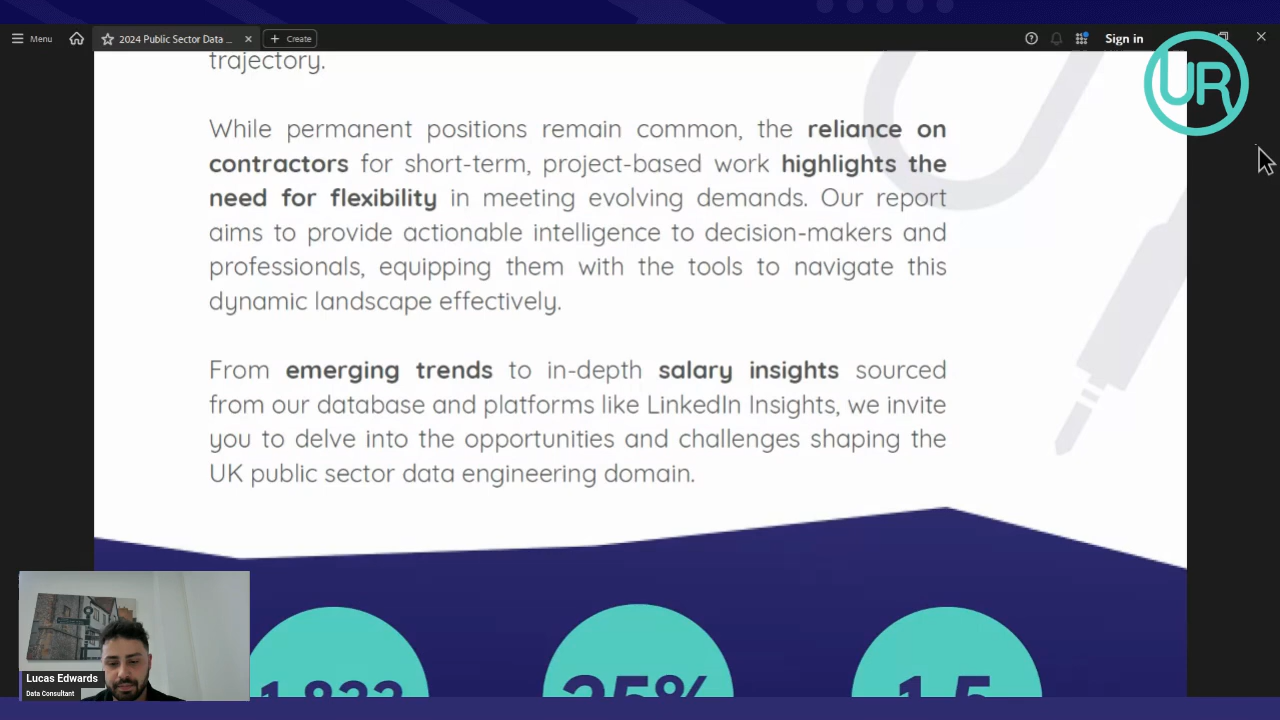 Menu
2024 Public Sector Data ...
Create
Sign in
UR
trajectory.
While permanent positions remain common, the reliance on
contractors for short-term, project-based work highlights the
need for flexibility in meeting evolving demands. Our report
aims to provide actionable intelligence to decision-makers and
professionals, equipping them with the tools to navigate this
dynamic landscape effectively.
From emerging trends to in-depth salary insights sourced
from our database and platforms like LinkedIn Insights, we invite
you to delve into the opportunities and challenges shaping the
UK public sector data engineering domain.
25%
1.5
Lucas Edwards
Data Consultant